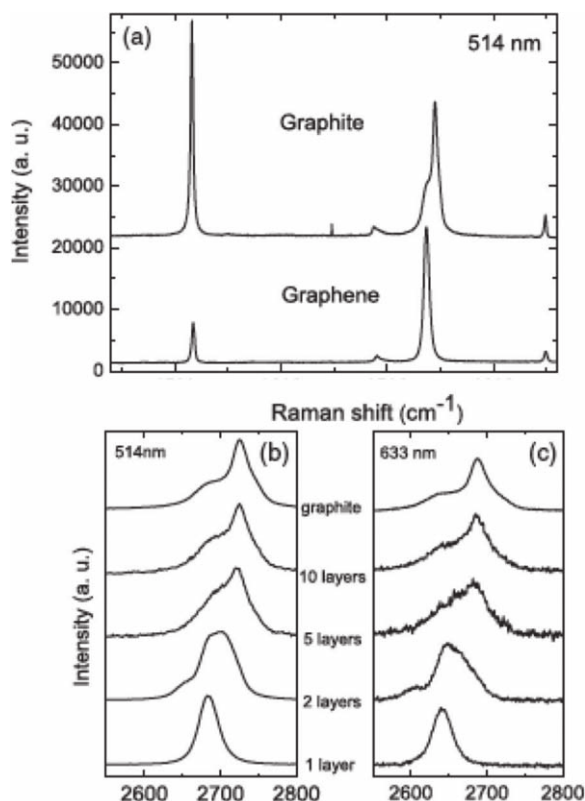 (a)
514 nm
50000
Graphite
40000
30000
20000
Graphene
10000
0
Intensity (a. u.)
Raman shift (cm⁻¹)
514nm
(b)
633 nm
(c)
graphite
10 layers
5 layers
2 layers
1 layer
Intensity (a. u.)
2600 2700 2800
2600 2700 2800